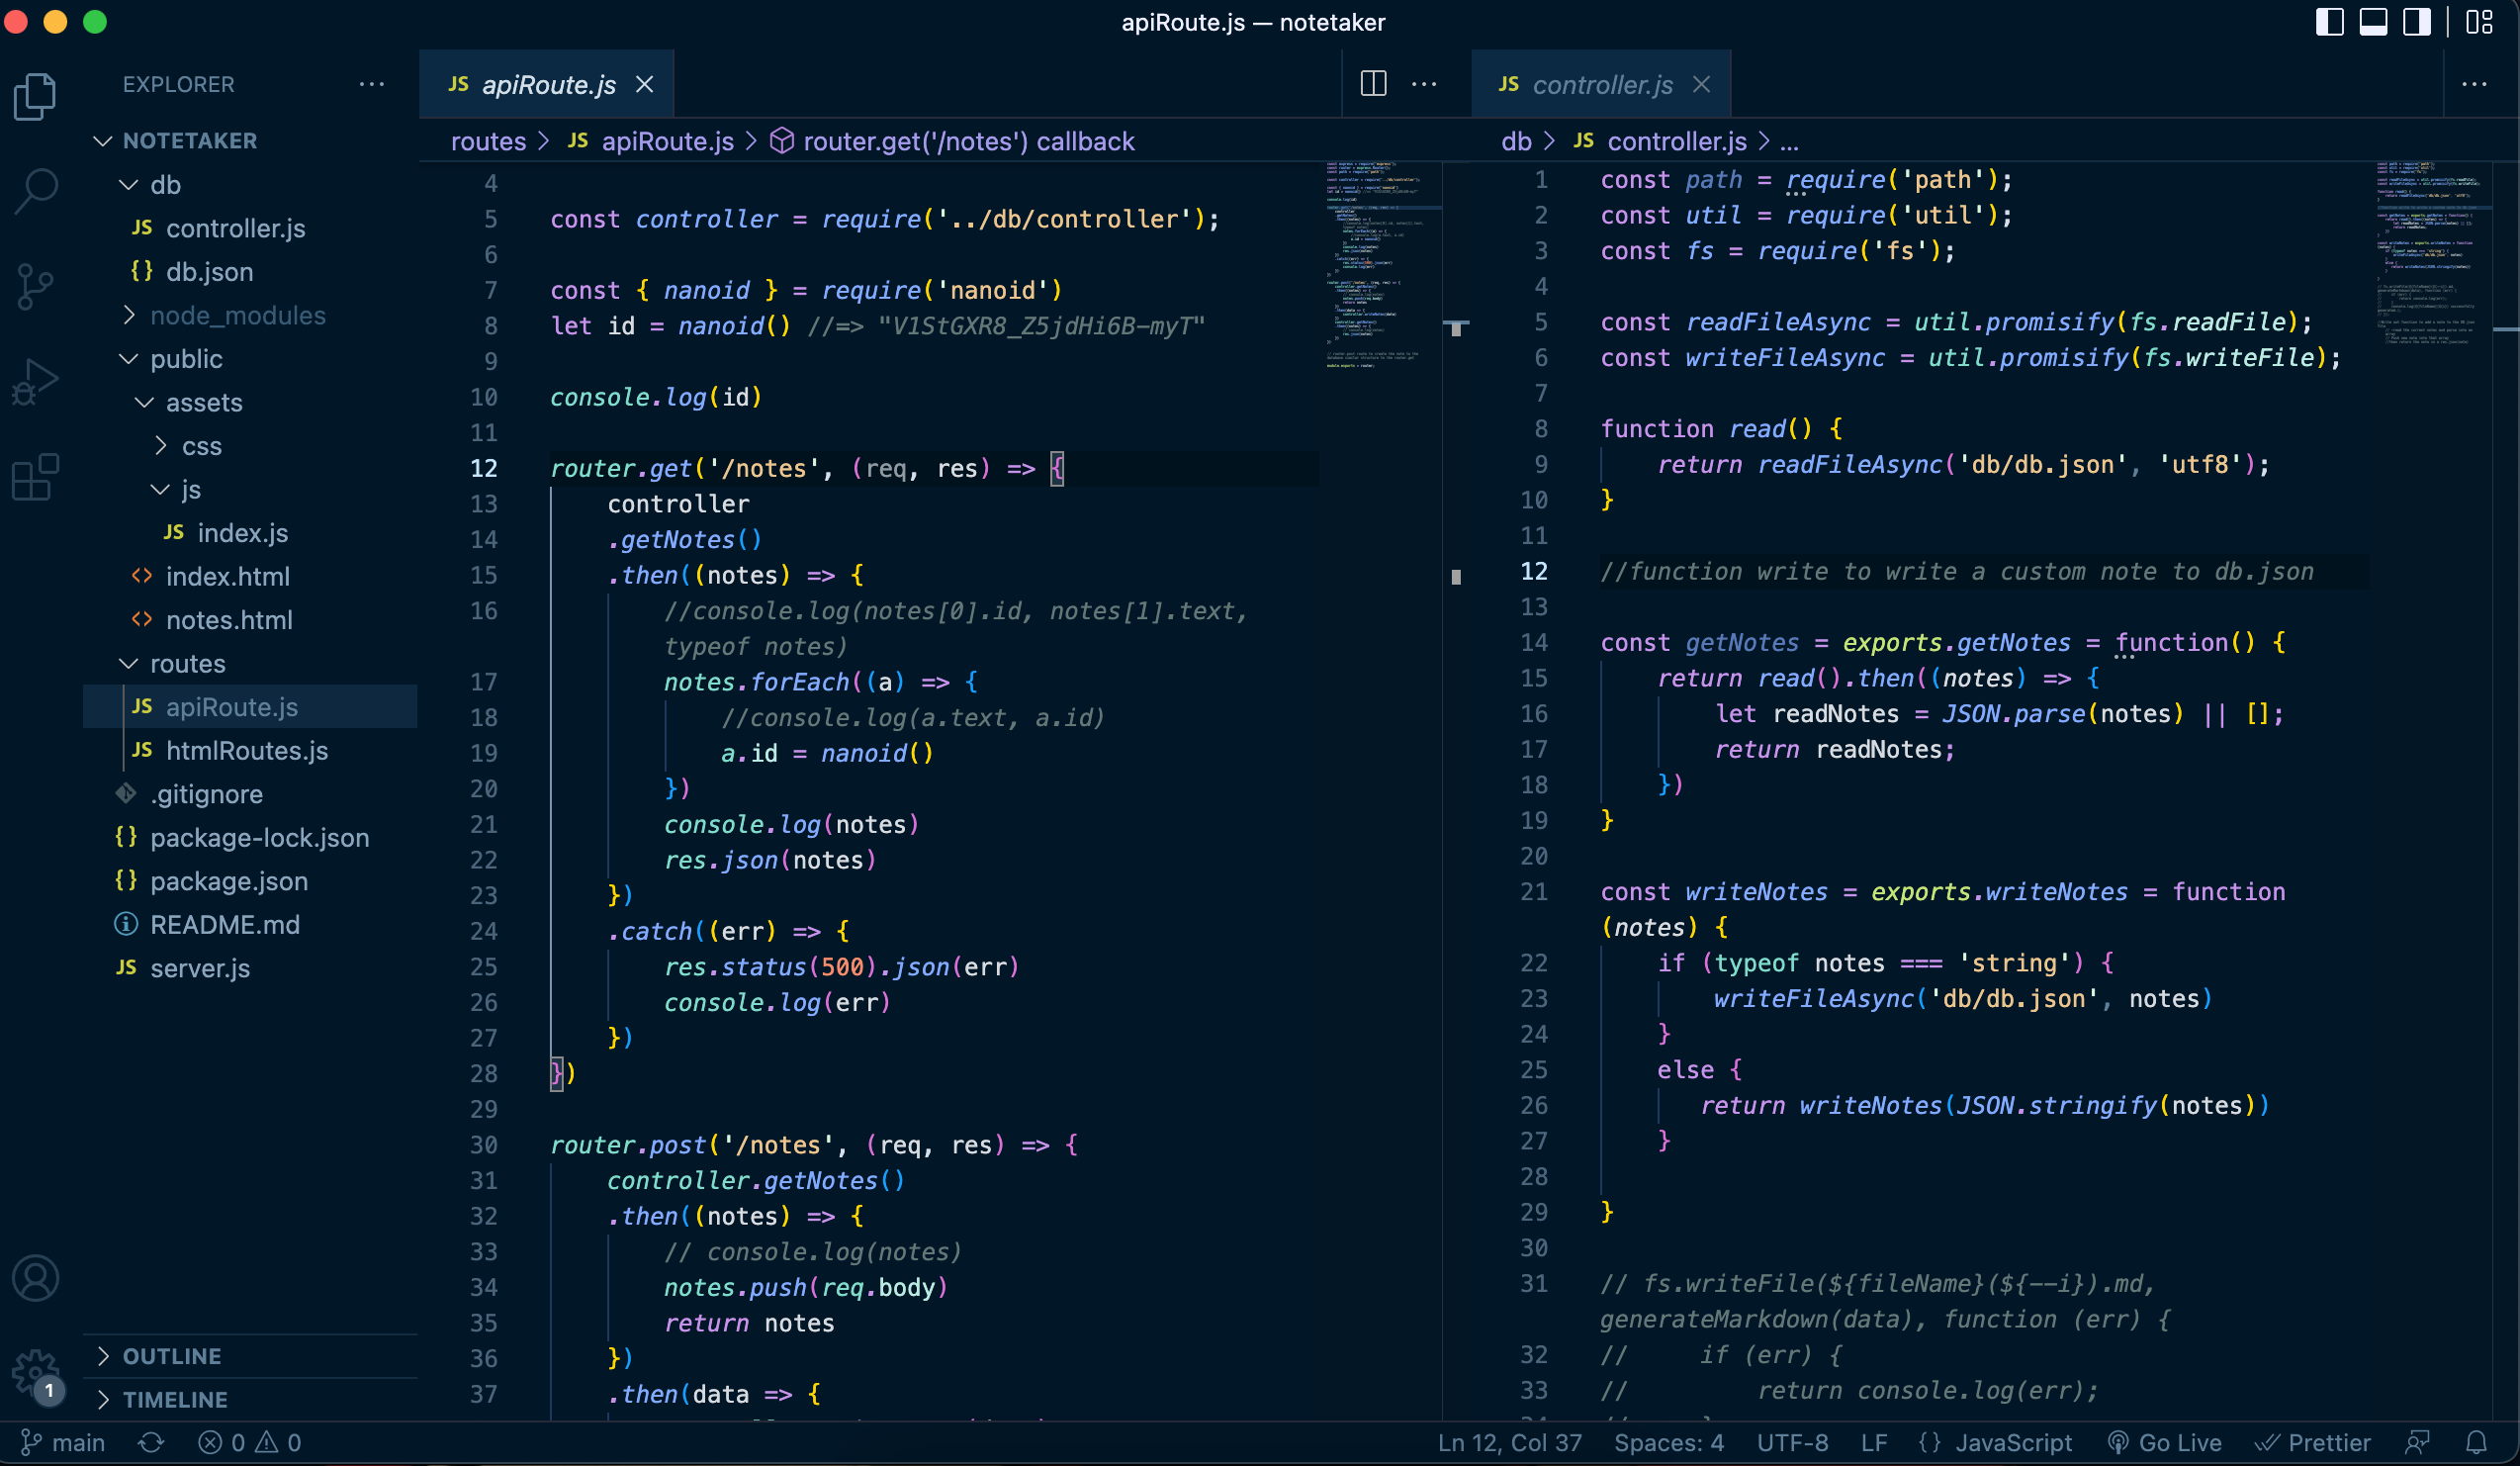 apiRoute.js — notetaker
EXPLORER
NOTETAKER
db
JS controller.js
{} db.json
node_modules
public
assets
css
js
JS index.js
<> index.html
<> notes.html
routes
JS apiRoute.js
JS htmlRoutes.js
.gitignore
{} package-lock.json
{} package.json
README.md
JS server.js
OUTLINE
TIMELINE
1
JS apiRoute.js
routes > JS apiRoute.js > router.get('/notes') callback
4
5 const controller = require('../db/controller');
6
7 const { nanoid } = require('nanoid')
8 let id = nanoid() //=> "V1StGXR8_Z5jdHi6B-myT"
9
10 console.log(id)
11
12 router.get('/notes', (req, res) => {
13 controller
14 .getNotes()
15 .then((notes) => {
16 //console.log(notes[0].id, notes[1].text,
typeof notes)
17 notes.forEach((a) => {
18 //console.log(a.text, a.id)
19 a.id = nanoid()
20 })
21 console.log(notes)
22 res.json(notes)
23 })
24 .catch((err) => {
25 res.status(500).json(err)
26 console.log(err)
27 })
28 })
29
30 router.post('/notes', (req, res) => {
31 controller.getNotes()
32 .then((notes) => {
33 // console.log(notes)
34 notes.push(req.body)
35 return notes
36 })
37 .then(data => {
JS controller.js
db > JS controller.js > ...
1 const path = require('path');
2 const util = require('util');
3 const fs = require('fs');
4
5 const readFileAsync = util.promisify(fs.readFile);
6 const writeFileAsync = util.promisify(fs.writeFile);
7
8 function read() {
9 return readFileAsync('db/db.json', 'utf8');
10 }
11
12 //function write to write a custom note to db.json
13
14 const getNotes = exports.getNotes = function() {
15 return read().then((notes) => {
16 let readNotes = JSON.parse(notes) || [];
17 return readNotes;
18 })
19 }
20
21 const writeNotes = exports.writeNotes = function
(notes) {
22 if (typeof notes === 'string') {
23 writeFileAsync('db/db.json', notes)
24 }
25 else {
26 return writeNotes(JSON.stringify(notes))
27 }
28
29 }
30
31 // fs.writeFile(${fileName}(${--i}).md,
generateMarkdown(data), function (err) {
32 // if (err) {
33 // return console.log(err);
main 0 0 Ln 12, Col 37 Spaces: 4 UTF-8 LF {} JavaScript Go Live Prettier